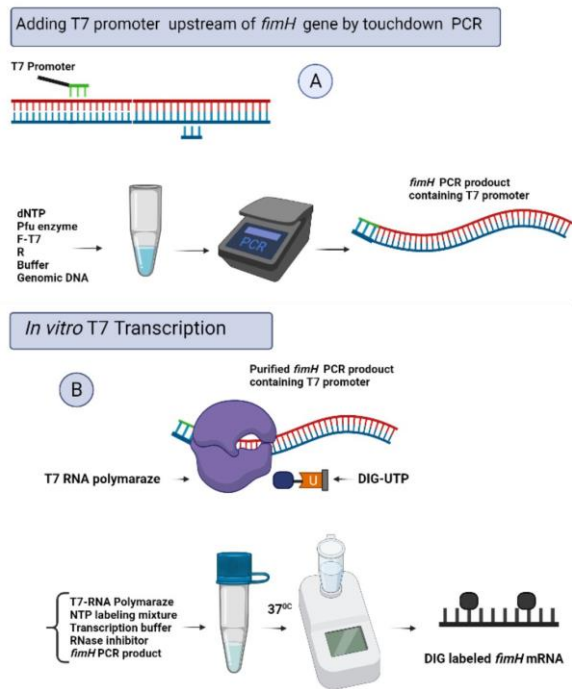 Adding T7 promoter upstream of fimH gene by touchdown PCR
A
T7 Promoter
dNTP
Pfu enzyme
F-T7
R
Buffer
Genomic DNA
PCR
fimH PCR product
containing T7 promoter
In vitro T7 Transcription
B
Purified fimH PCR prodouct
containing T7 promoter
T7 RNA polymaraze
U
DIG-UTP
T7-RNA Polymaraze
NTP labeling mixture
Transcription buffer
RNase inhibitor
fimH PCR product
37⁰ᶜ
DIG labeled fimH mRNA